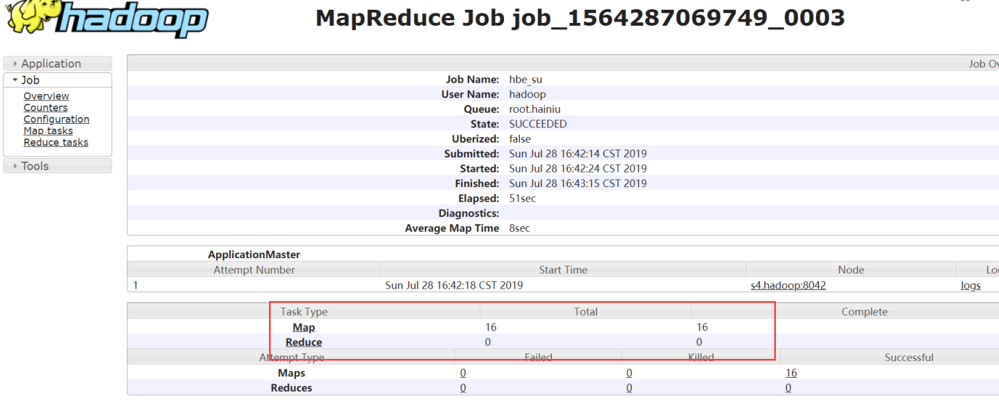 hadoop
MapReduce Job job_1564287069749_0003
Application
Job
Overview
Counters
Configuration
Map tasks
Reduce tasks
Tools
Job Ov
Job Name: hbe_su
User Name: hadoop
Queue: root.hainiu
State: SUCCEEDED
Uberized: false
Submitted: Sun Jul 28 16:42:14 CST 2019
Started: Sun Jul 28 16:42:24 CST 2019
Finished: Sun Jul 28 16:43:15 CST 2019
Elapsed: 51sec
Diagnostics:
Average Map Time 8sec
ApplicationMaster
Attempt Number Start Time Node Lo
1 Sun Jul 28 16:42:18 CST 2019 s4.hadoop:8042 logs
Task Type Total Complete
Map 16 16
Reduce 0 0
Attempt Type Failed Killed Successful
Maps 0 0 16
Reduces 0 0 0